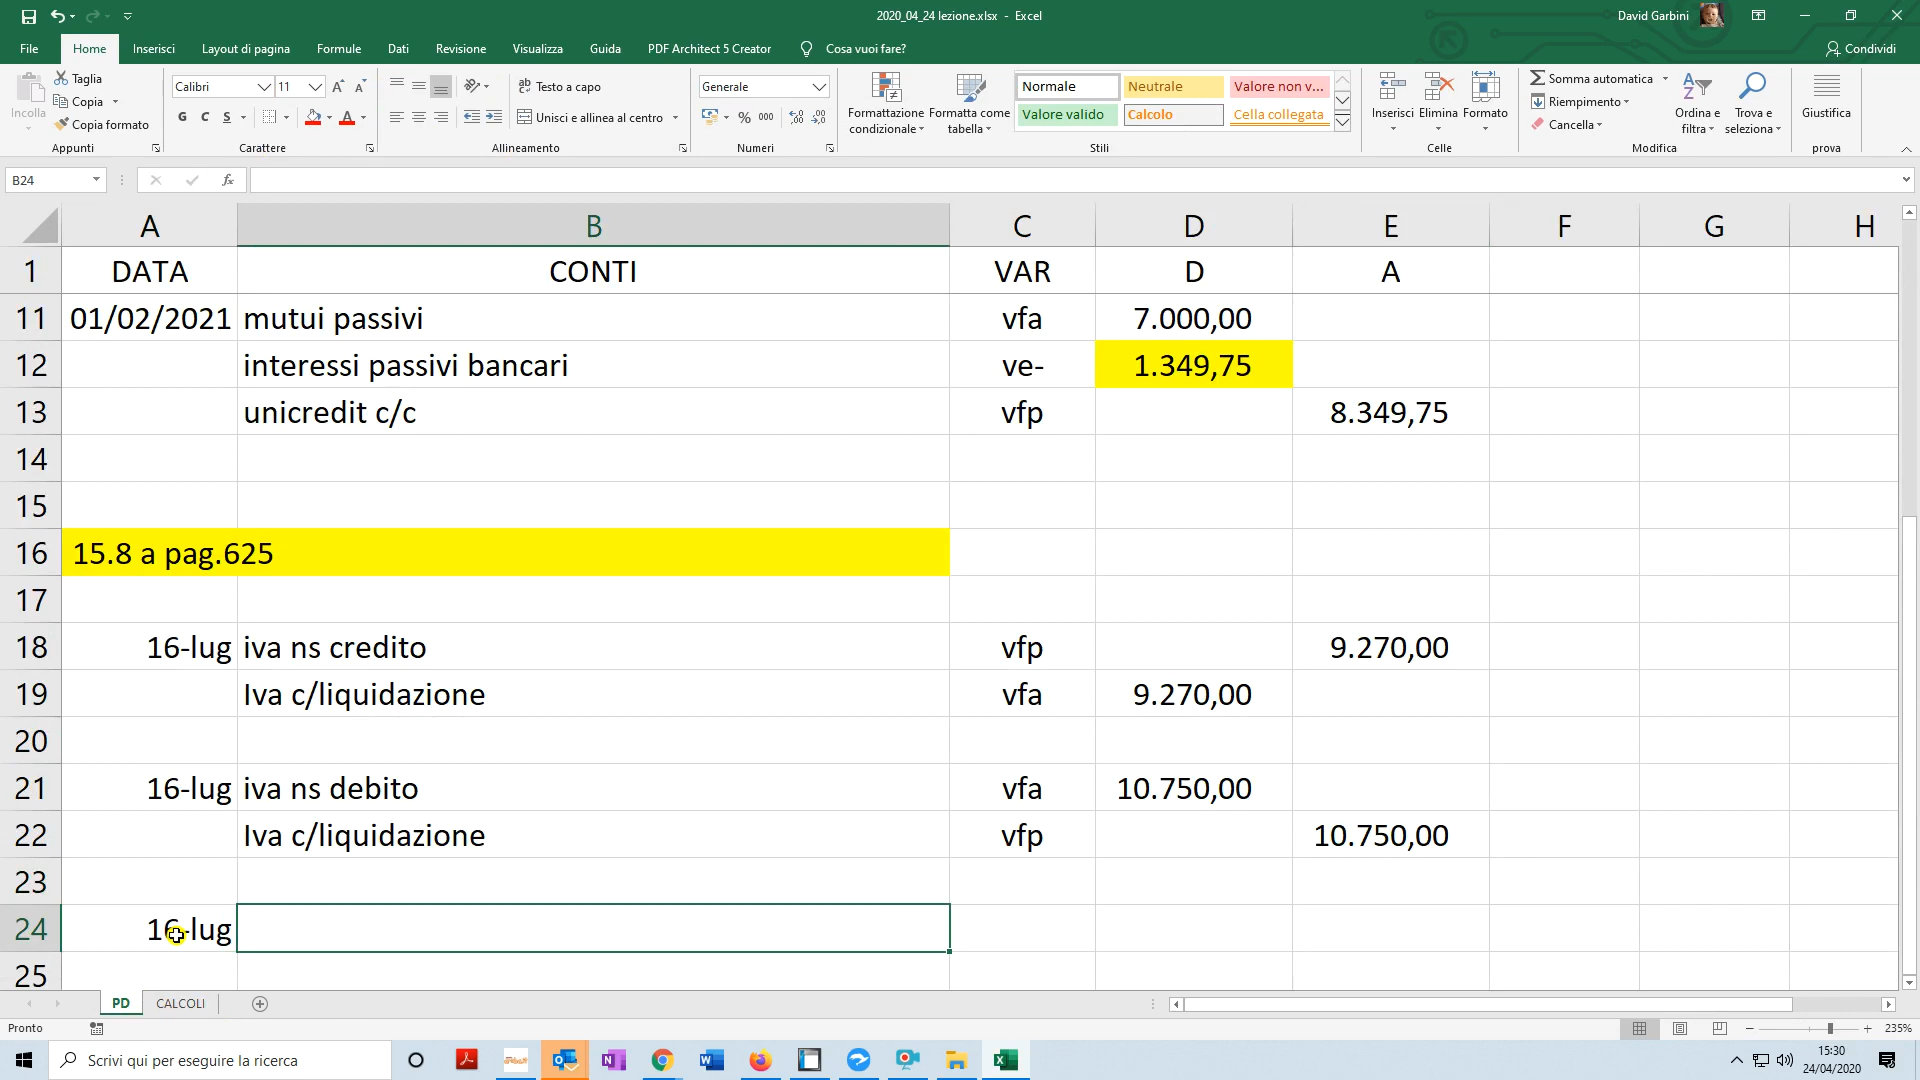 2020_04_24 lezione.xlsx - Excel
David Garbini
File Home Inserisci Layout di pagina Formule Dati Revisione Visualizza Guida PDF Architect 5 Creator Cosa vuoi fare? Condividi
Incolla
Taglia
Copia
Copia formato
Appunti
Calibri 11
G C S
A A A
Carattere
Testo a capo
Unisci e allinea al centro
Allineamento
Generale
% 000
Numeri
Formattazione condizionale
Formatta come tabella
Normale Neutrale Valore non v...
Valore valido Calcolo Cella collegata
Stili
Inserisci Elimina Formato
Celle
Somma automatica
Riempimento
Cancella
Ordina e filtra
Trova e seleziona
Modifica
Giustifica
prova
B24 fx
A B C D E F G H
1 DATA CONTI VAR D A
11 01/02/2021 mutui passivi vfa 7.000,00
12 interessi passivi bancari ve- 1.349,75
13 unicredit c/c vfp 8.349,75
14
15
16 15.8 a pag.625
17
18 16-lug iva ns credito vfp 9.270,00
19 Iva c/liquidazione vfa 9.270,00
20
21 16-lug iva ns debito vfa 10.750,00
22 Iva c/liquidazione vfp 10.750,00
23
24 16-lug
25
PD CALCOLI
Pronto 235%
Scrivi qui per eseguire la ricerca
15:30
24/04/2020